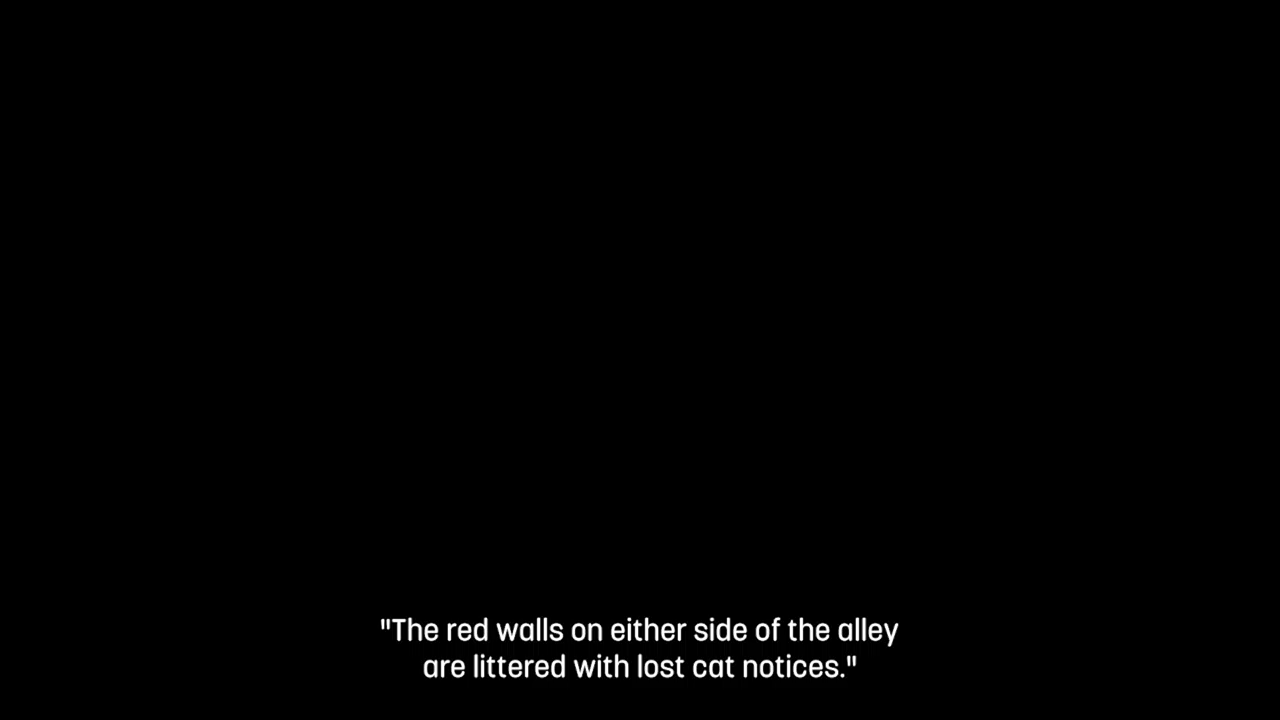 "The red walls on either side of the alley
are littered with lost cat notices."